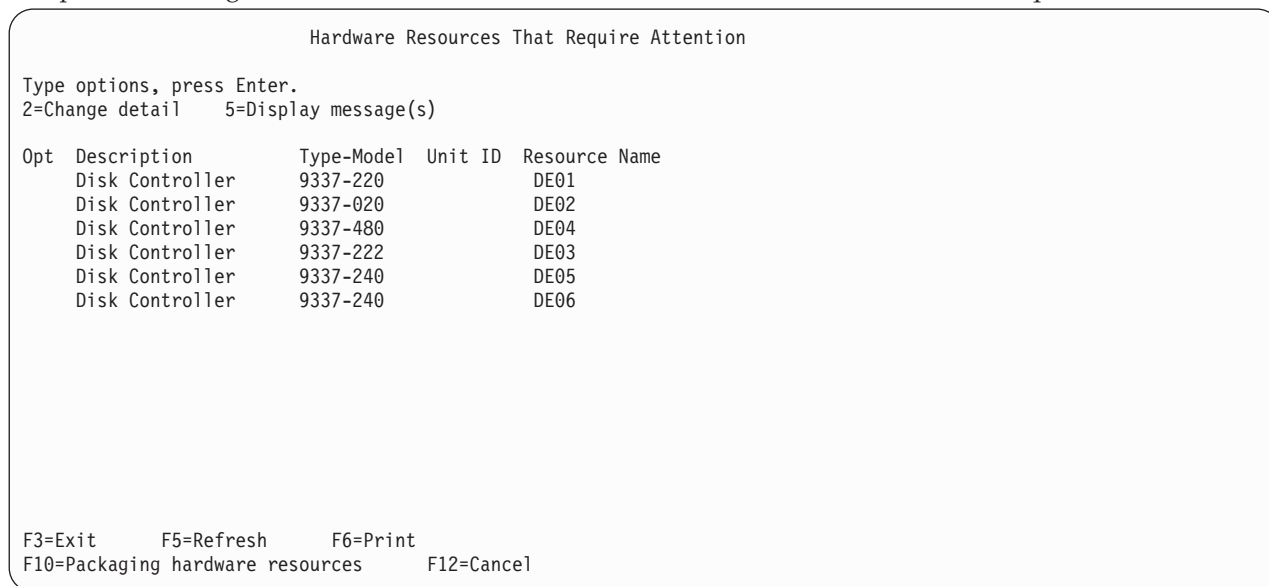 Hardware Resources That Require Attention
Type options, press Enter.
2=Change detail    5=Display message(s)
Opt  Description          Type-Model  Unit ID  Resource Name
Disk Controller      9337-220              DE01
Disk Controller      9337-020              DE02
Disk Controller      9337-480              DE04
Disk Controller      9337-222              DE03
Disk Controller      9337-240              DE05
Disk Controller      9337-240              DE06
F3=Exit      F5=Refresh      F6=Print
F10=Packaging hardware resources      F12=Cancel